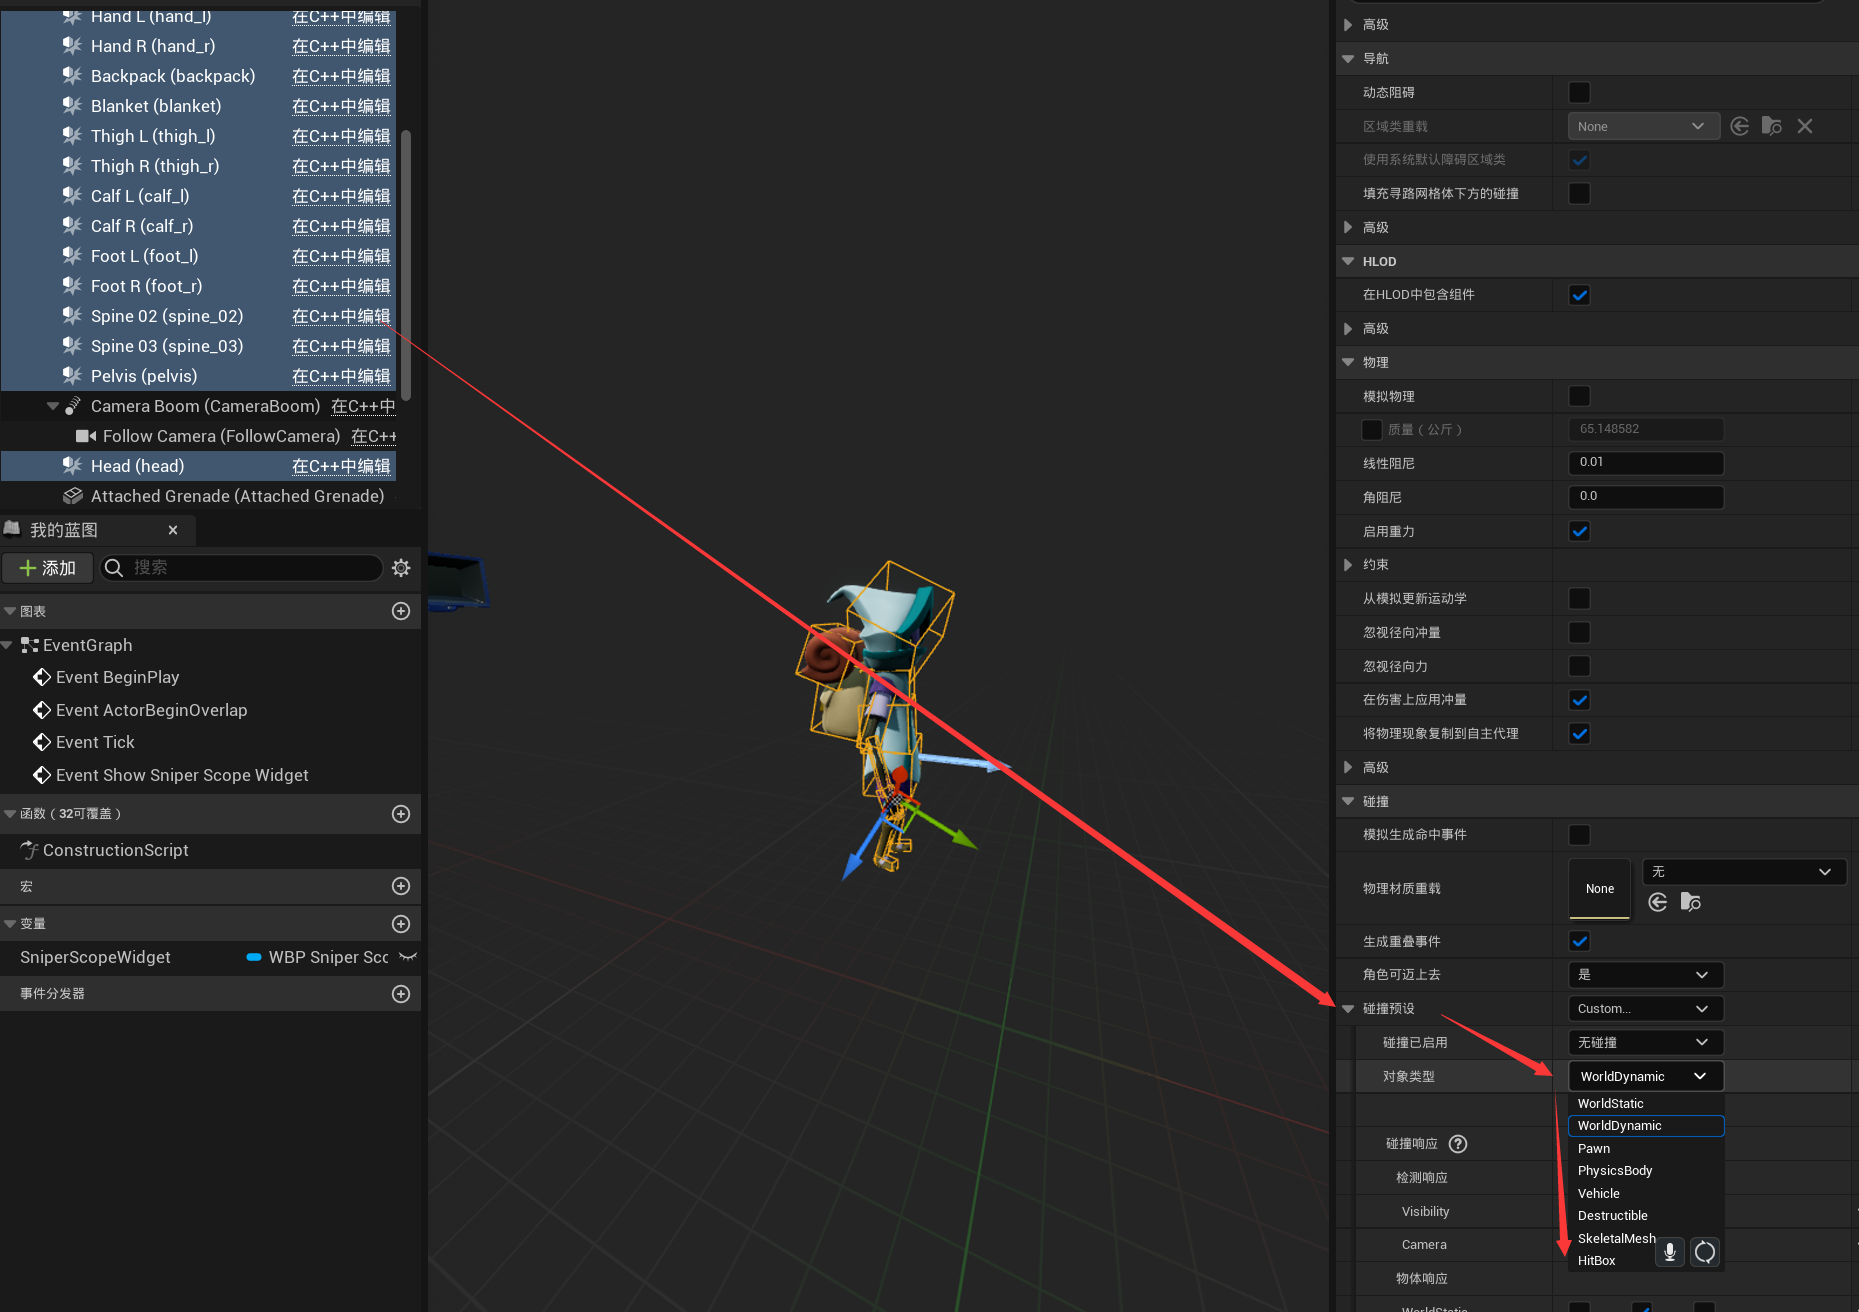 Hand L (hand_l) 在C++中编辑
Hand R (hand_r) 在C++中编辑
Backpack (backpack) 在C++中编辑
Blanket (blanket) 在C++中编辑
Thigh L (thigh_l) 在C++中编辑
Thigh R (thigh_r) 在C++中编辑
Calf L (calf_l) 在C++中编辑
Calf R (calf_r) 在C++中编辑
Foot L (foot_l) 在C++中编辑
Foot R (foot_r) 在C++中编辑
Spine 02 (spine_02) 在C++中编辑
Spine 03 (spine_03) 在C++中编辑
Pelvis (pelvis) 在C++中编辑
Camera Boom (CameraBoom) 在C++中
Follow Camera (FollowCamera) 在C++
Head (head) 在C++中编辑
Attached Grenade (Attached Grenade)
我的蓝图
添加 搜索
图表
EventGraph
Event BeginPlay
Event ActorBeginOverlap
Event Tick
Event Show Sniper Scope Widget
函数（32可覆盖）
ConstructionScript
宏
变量
SniperScopeWidget WBP Sniper Scc
事件分发器
高级
导航
动态阻碍
区域类重载 None
使用系统默认障碍区域类
填充寻路网格体下方的碰撞
高级
HLOD
在HLOD中包含组件
高级
物理
模拟物理
质量（公斤） 65.148582
线性阻尼 0.01
角阻尼 0.0
启用重力
约束
从模拟更新运动学
忽视径向冲量
忽视径向力
在伤害上应用冲量
将物理现象复制到自主代理
高级
碰撞
模拟生成命中事件
物理材质重载 None 无
生成重叠事件
角色可迈上去 是
碰撞预设 Custom...
碰撞已启用 无碰撞
对象类型 WorldDynamic
WorldStatic
WorldDynamic
Pawn
PhysicsBody
Vehicle
Destructible
SkeletalMesh
HitBox
碰撞响应
检测响应
Visibility
Camera
物体响应
WorldStatic